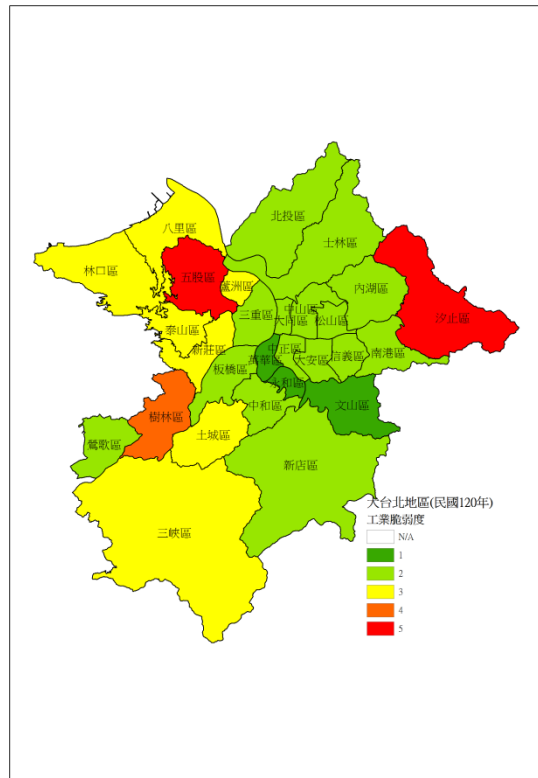 北投區
八里區
士林區
林口區
五股區
蘆洲區
內湖區
汐止區
三重區
中山區
大同區
松山區
泰山區
新莊區
中正區
萬華區
大安區
信義區
南港區
板橋區
永和區
中和區
文山區
樹林區
土城區
鶯歌區
新店區
三峽區
大台北地區(民國120年)
工業脆弱度
N/A
1
2
3
4
5